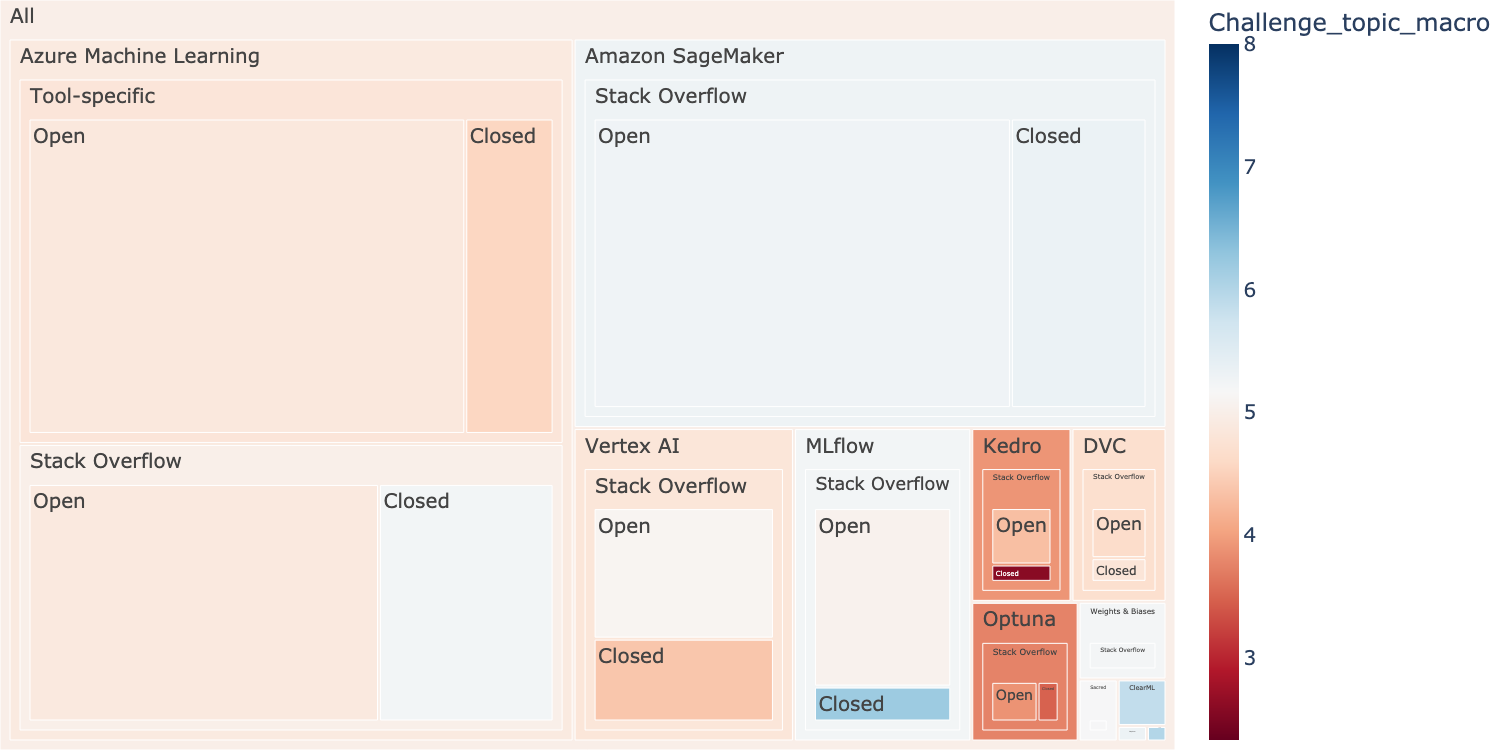 All
Azure Machine Learning
Tool-specific
Open
Closed
Stack Overflow
Open
Closed
Amazon SageMaker
Stack Overflow
Open
Closed
Vertex AI
Stack Overflow
Open
Closed
MLflow
Stack Overflow
Open
Closed
Kedro
Stack Overflow
Open
Closed
DVC
Stack Overflow
Open
Closed
Optuna
Stack Overflow
Open
Closed
Weights & Biases
Stack Overflow
Sacred
ClearML
Challenge_topic_macro
8
7
6
5
4
3